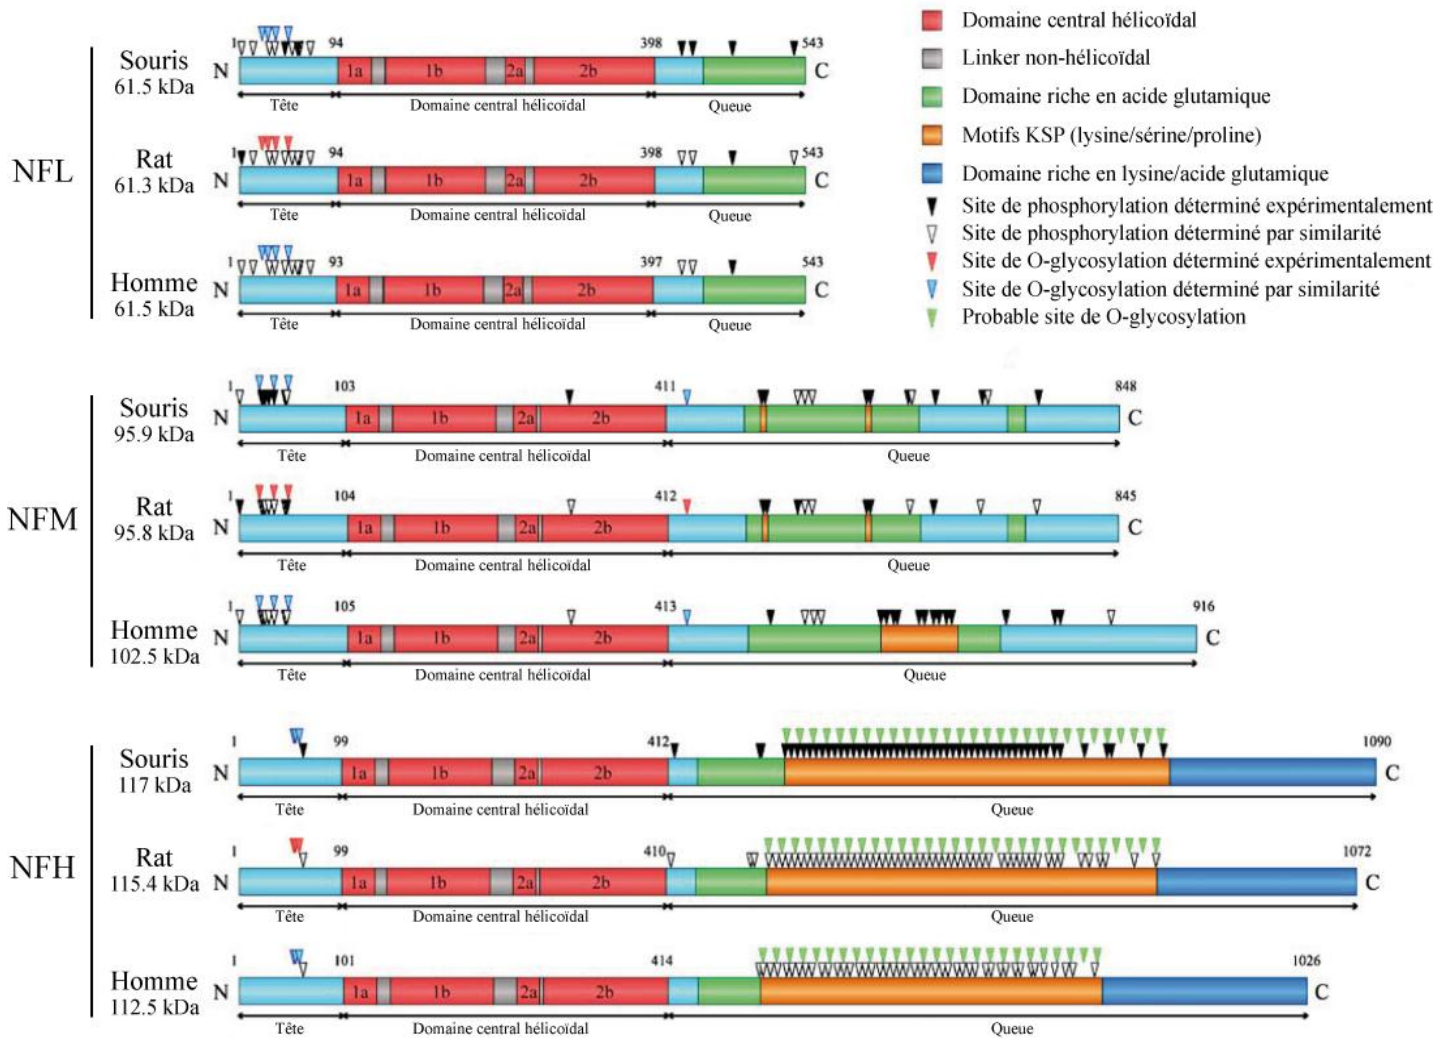 NFL
Souris
61.5 kDa
N
1
94
398
543
1a
1b
2a
2b
C
Tête
Domaine central hélicoïdal
Queue
Rat
61.3 kDa
N
1
94
398
543
1a
1b
2a
2b
C
Tête
Domaine central hélicoïdal
Queue
Homme
61.5 kDa
N
1
93
397
543
1a
1b
2a
2b
C
Tête
Domaine central hélicoïdal
Queue
Domaine central hélicoïdal
Linker non-hélicoïdal
Domaine riche en acide glutamique
Motifs KSP (lysine/sérine/proline)
Domaine riche en lysine/acide glutamique
Site de phosphorylation déterminé expérimentalement
Site de phosphorylation déterminé par similarité
Site de O-glycosylation déterminé expérimentalement
Site de O-glycosylation déterminé par similarité
Probable site de O-glycosylation
NFM
Souris
95.9 kDa
N
1
103
411
848
1a
1b
2a
2b
C
Tête
Domaine central hélicoïdal
Queue
Rat
95.8 kDa
N
1
104
412
845
1a
1b
2a
2b
C
Tête
Domaine central hélicoïdal
Queue
Homme
102.5 kDa
N
1
105
413
916
1a
1b
2a
2b
C
Tête
Domaine central hélicoïdal
Queue
NFH
Souris
117 kDa
N
1
99
412
1090
1a
1b
2a
2b
C
Tête
Domaine central hélicoïdal
Queue
Rat
115.4 kDa
N
1
99
410
1072
1a
1b
2a
2b
C
Tête
Domaine central hélicoïdal
Queue
Homme
112.5 kDa
N
1
101
414
1026
1a
1b
2a
2b
C
Tête
Domaine central hélicoïdal
Queue